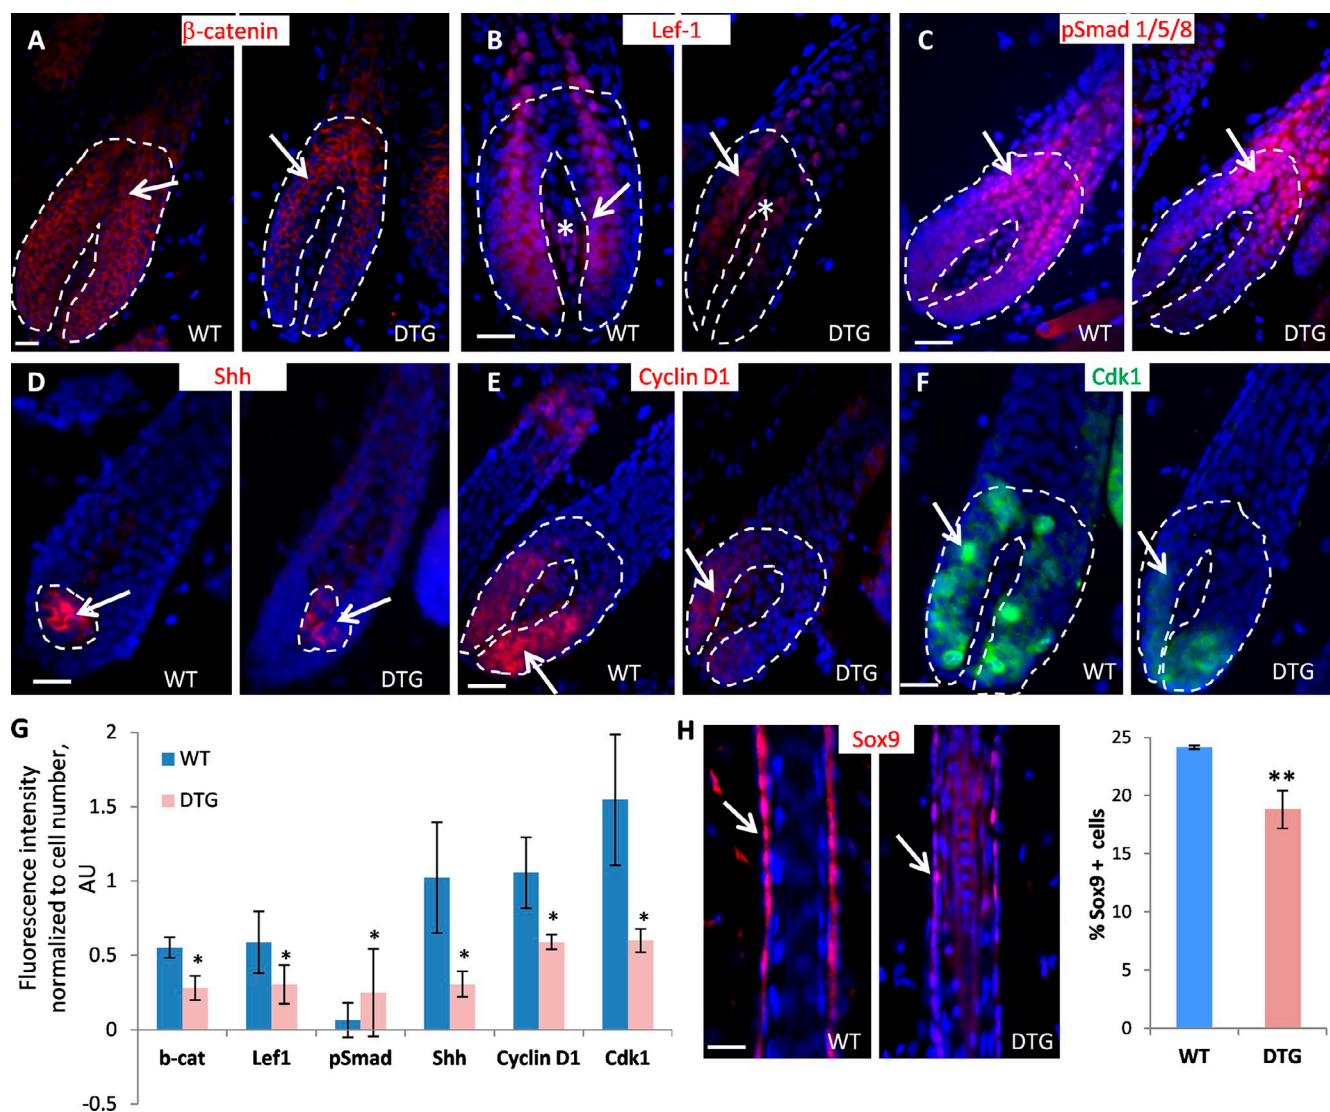 A β-catenin
WT DTG
B Lef-1
* *
WT DTG
C pSmad 1/5/8
WT DTG
D Shh
WT DTG
E Cyclin D1
WT DTG
F Cdk1
WT DTG
G
Fluorescence intensity
normalized to cell number,
AU
2
1.5
1
0.5
0
-0.5
WT
DTG
* * * * * *
b-cat Lef1 pSmad Shh Cyclin D1 Cdk1
H Sox9
WT DTG
% Sox9 + cells
25
20
15
10
5
0
**
WT DTG